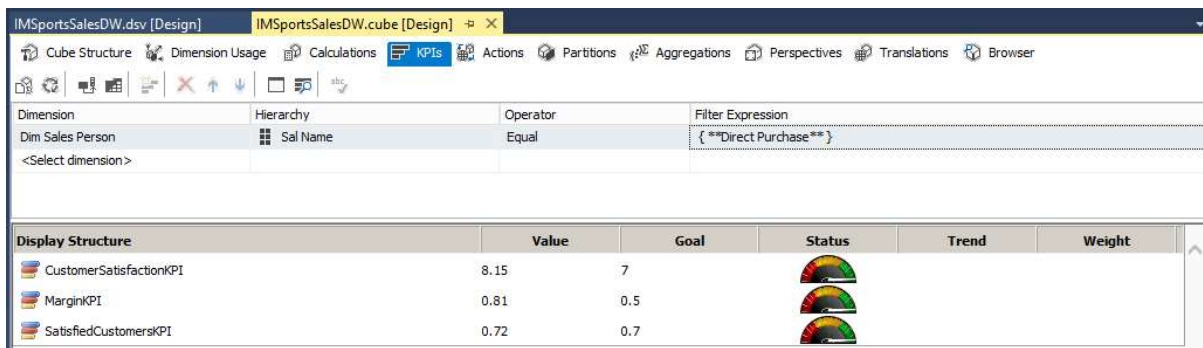 IMSportsSalesDW.dsv [Design] IMSportsSalesDW.cube [Design]
Cube Structure Dimension Usage Calculations KPIs Actions Partitions Aggregations Perspectives Translations Browser
Dimension Hierarchy Operator Filter Expression
Dim Sales Person Sal Name Equal { **Direct Purchase** }
<Select dimension>
Display Structure Value Goal Status Trend Weight
CustomerSatisfactionKPI 8.15 7
MarginKPI 0.81 0.5
SatisfiedCustomersKPI 0.72 0.7